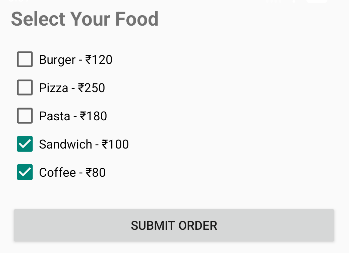 Select Your Food
Burger - ₹120
Pizza - ₹250
Pasta - ₹180
Sandwich - ₹100
Coffee - ₹80
SUBMIT ORDER